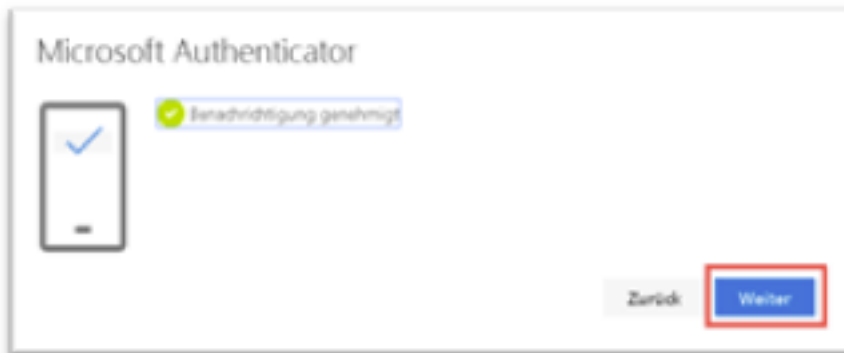 Microsoft Authenticator
Benachrichtigung genehmigt
Zurück
Weiter